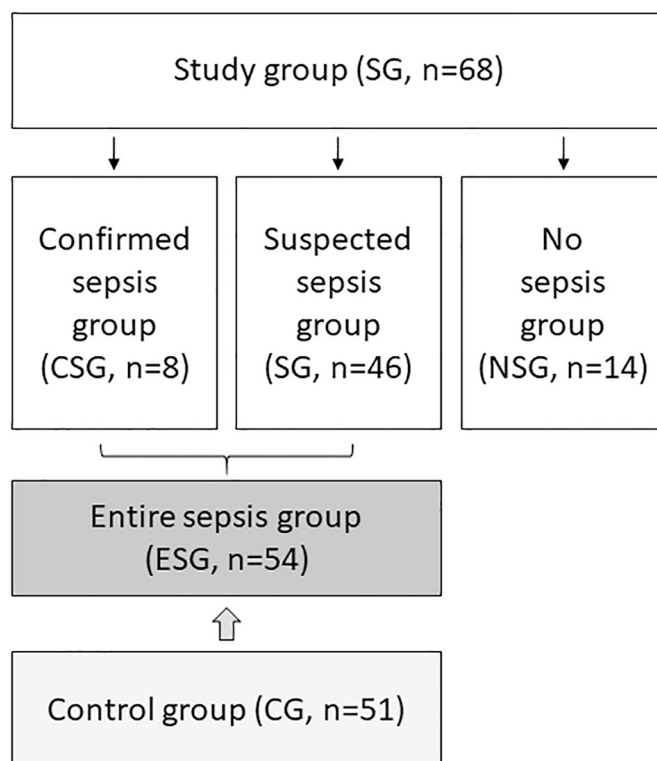 Study group (SG, n=68)
Confirmed
sepsis
group
(CSG, n=8)
Suspected
sepsis
group
(SG, n=46)
No
sepsis
group
(NSG, n=14)
Entire sepsis group
(ESG, n=54)
Control group (CG, n=51)